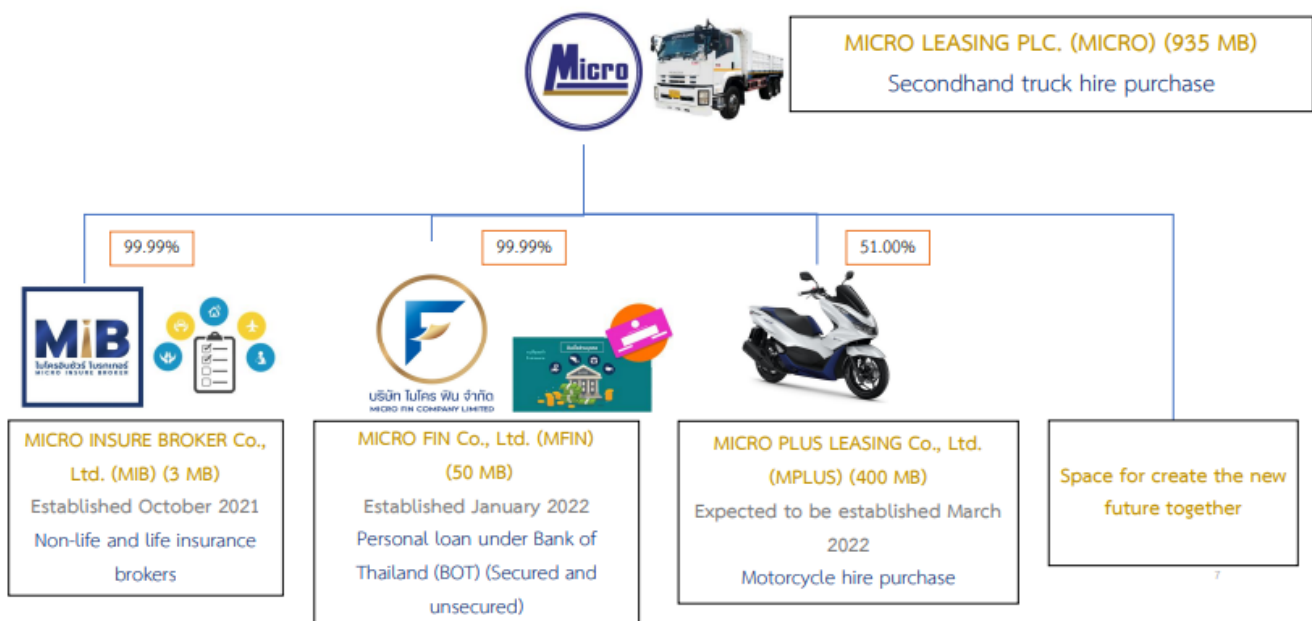 Micro
MICRO LEASING PLC. (MICRO) (935 MB)
Secondhand truck hire purchase
99.99%
99.99%
51.00%
MiB
ไมโครอินชัวร์ โบรกเกอร์
MICRO INSURE BROKER
F
บริษัท ไมโคร ฟิน จำกัด
MICRO FIN COMPANY LIMITED
MICRO INSURE BROKER Co.,
Ltd. (MIB) (3 MB)
Established October 2021
Non-life and life insurance
brokers
MICRO FIN Co., Ltd. (MFIN)
(50 MB)
Established January 2022
Personal loan under Bank of
Thailand (BOT) (Secured and
unsecured)
MICRO PLUS LEASING Co., Ltd.
(MPLUS) (400 MB)
Expected to be established March
2022
Motorcycle hire purchase
Space for create the new
future together
7